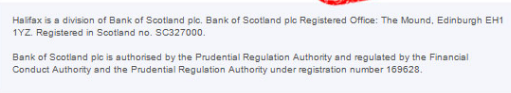 Halifax is a division of Bank of Scotland plc. Bank of Scotland plc Registered Office: The Mound, Edinburgh EH1
1YZ. Registered in Scotland no. SC327000.
Bank of Scotland plc is authorised by the Prudential Regulation Authority and regulated by the Financial
Conduct Authority and the Prudential Regulation Authority under registration number 169628.